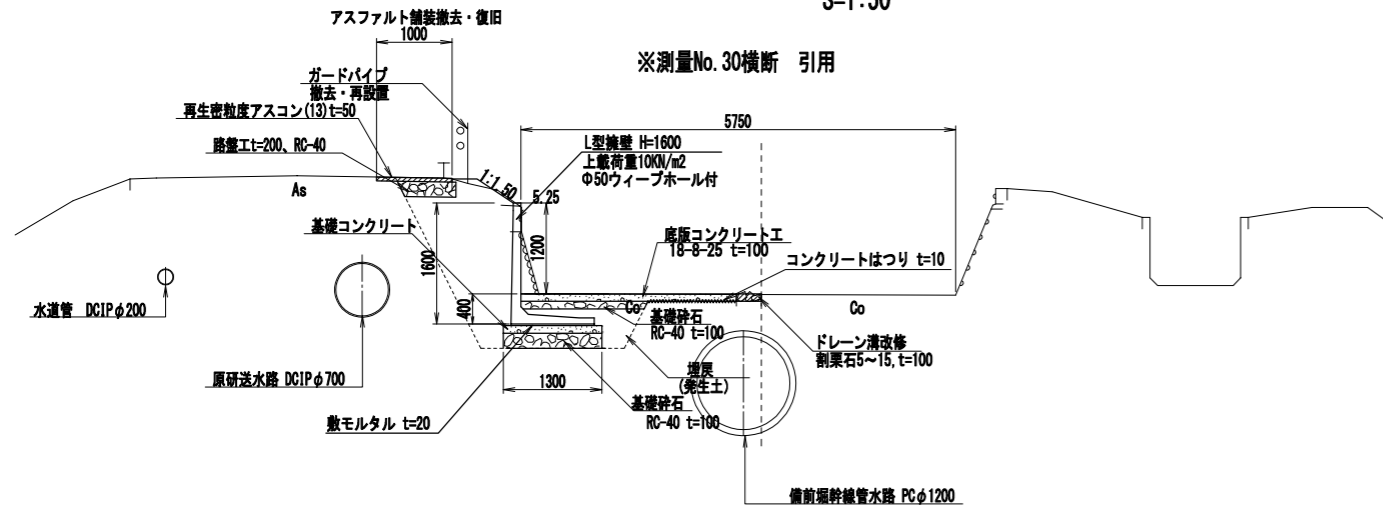 S=1:50
アスファルト舗装撤去・復旧
1000
※測量No.30横断 引用
ガードパイプ
撤去・再設置
再生密粒度アスコン(13)t=50
路盤工t=200、RC-40
5750
L型擁壁 H=1600
上載荷重10KN/m2
Φ50ウィープホール付
As
1:1.50
5.25
基礎コンクリート
1600
1200
底版コンクリート工
18-8-25 t=100
コンクリートはつり t=10
400
水道管 DCIPφ200
Co
Co
基礎砕石
RC-40 t=100
ドレーン溝改修
割栗石5～15,t=100
原研送水路 DCIPφ700
1300
埋戻
(発生土)
基礎砕石
RC-40 t=100
敷モルタル t=20
備前堀幹線管水路 PCφ1200